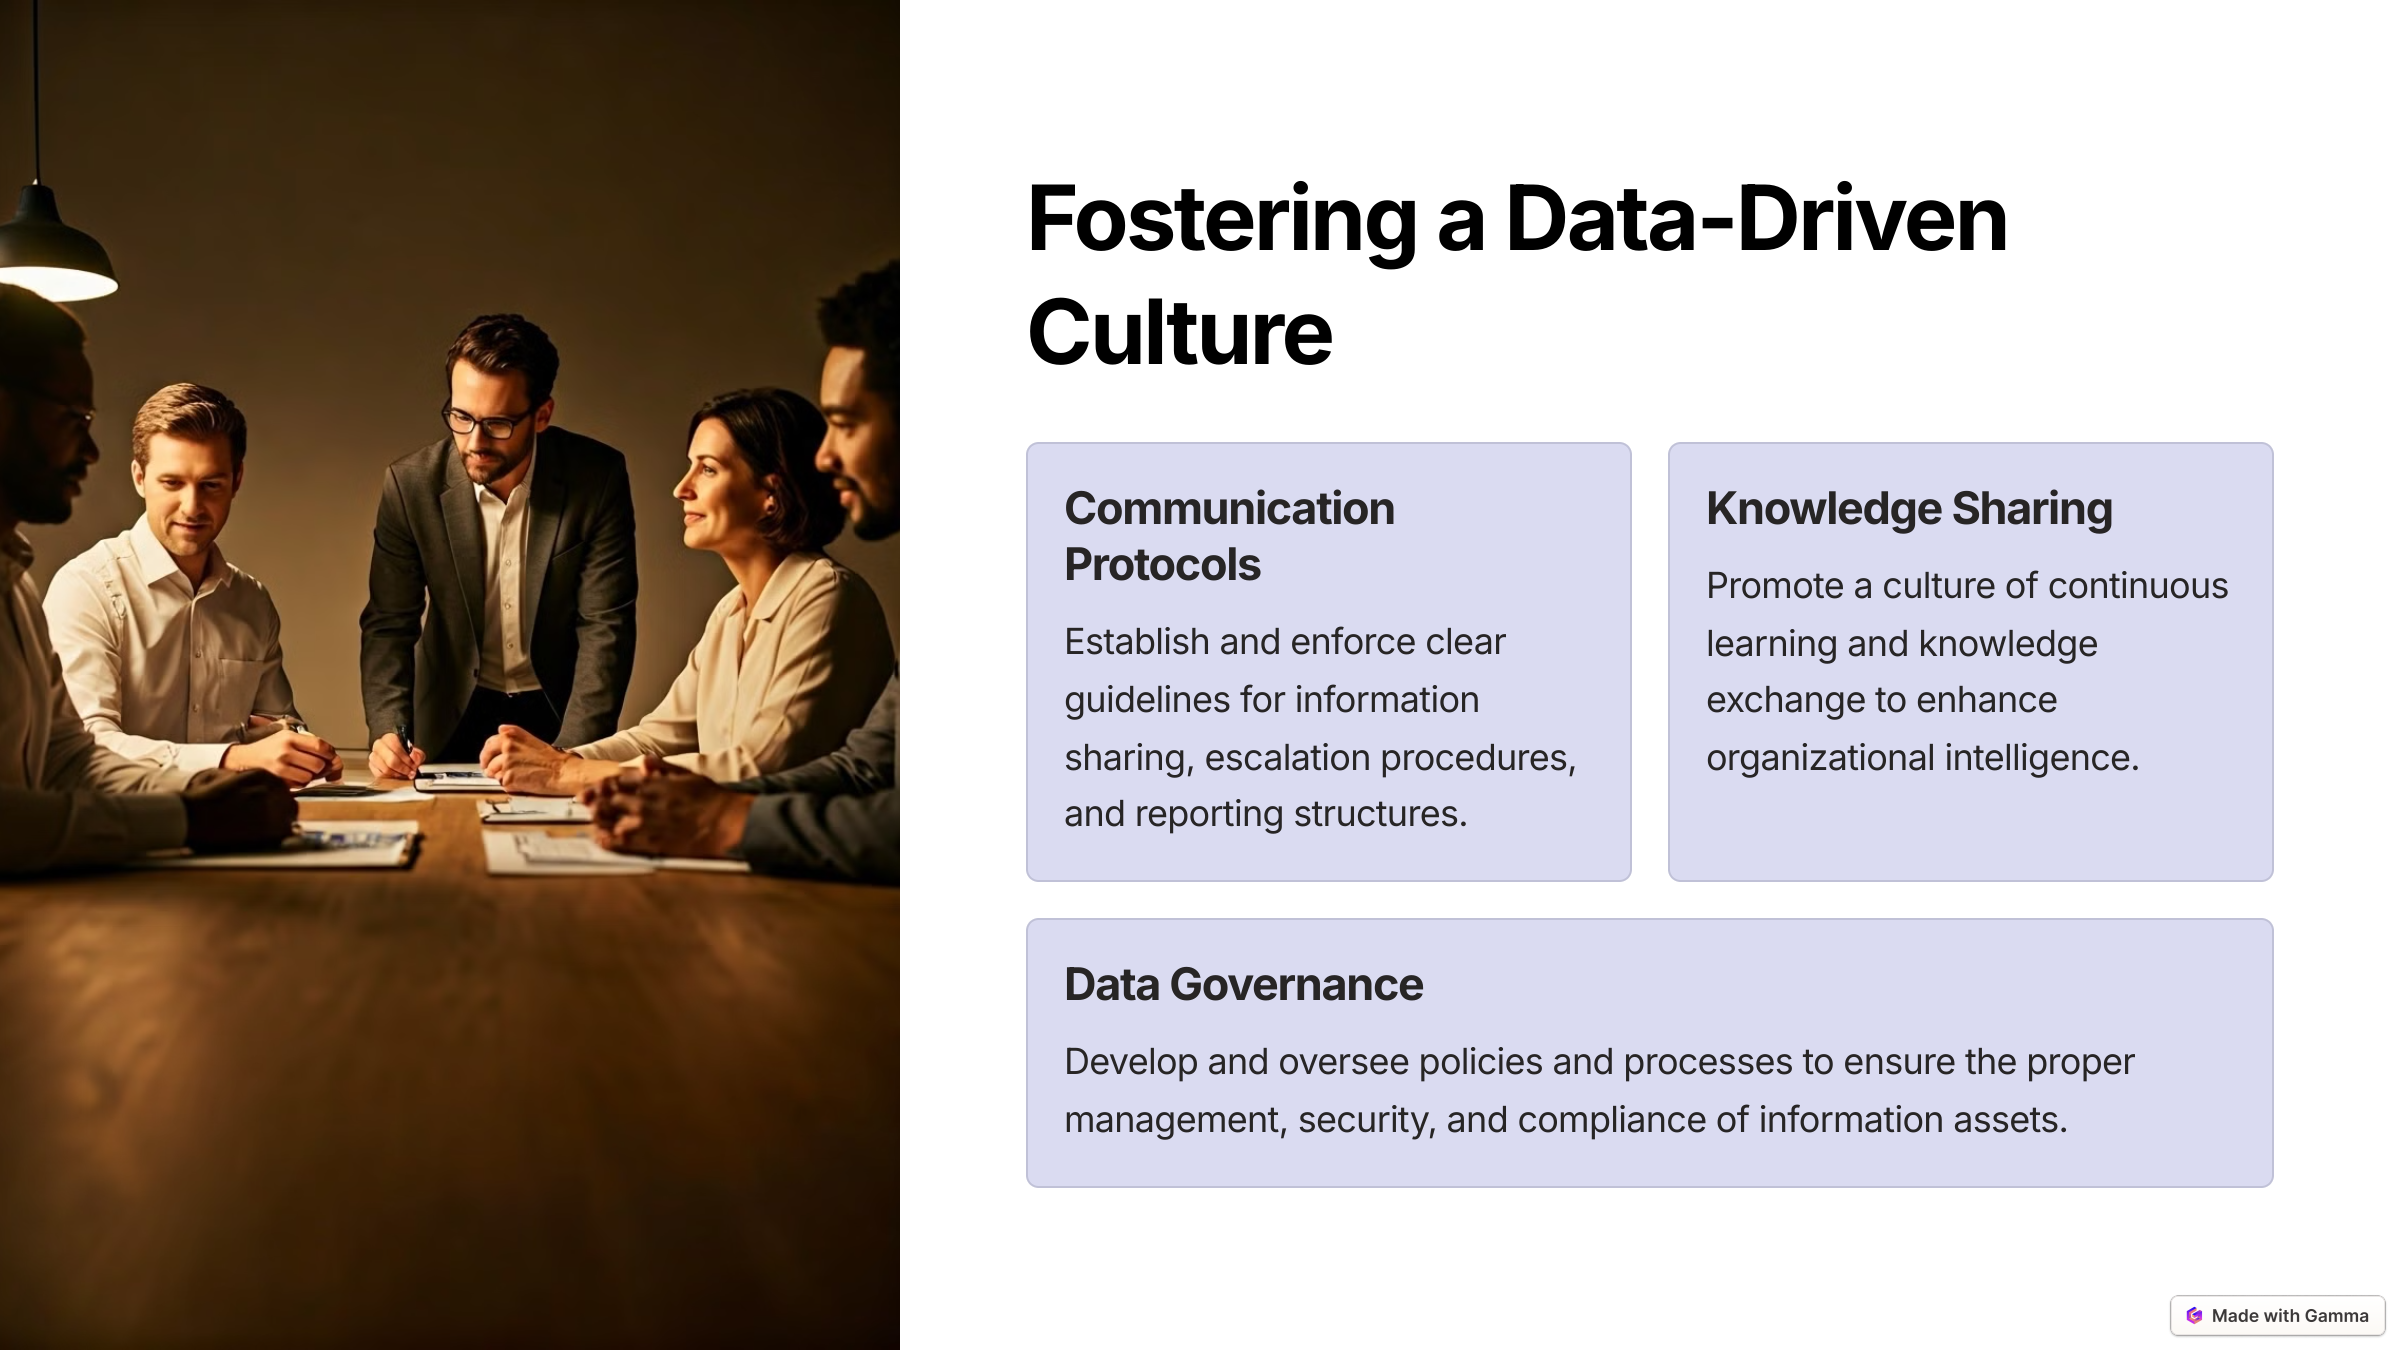 Fostering a Data-Driven
Culture
Communication
Protocols
Establish and enforce clear
guidelines for information
sharing, escalation procedures,
and reporting structures.
Knowledge Sharing
Promote a culture of continuous
learning and knowledge
exchange to enhance
organizational intelligence.
Data Governance
Develop and oversee policies and processes to ensure the proper
management, security, and compliance of information assets.
Made with Gamma